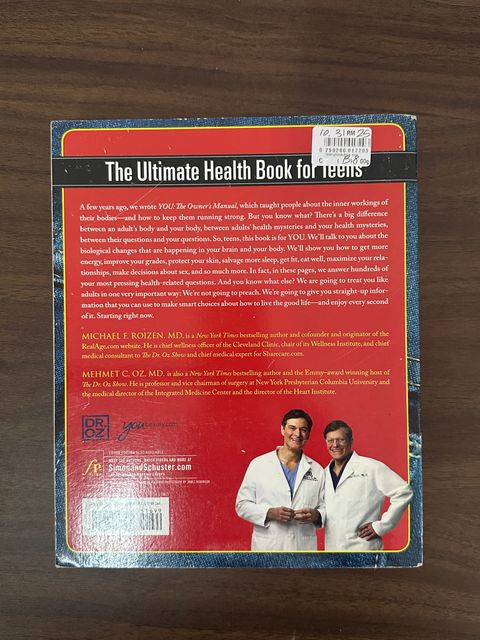 10 31 RM 25
0 250206 017203
C
The Ultimate Health Book for Teens
A few years ago, we wrote YOU: The Owner's Manual, which taught people about the inner workings of
their bodies—and how to keep them running strong. But you know what? There's a big difference
between an adult's body and your body, between adults' health mysteries and your health mysteries,
between their questions and your questions. So, teens, this book is for YOU. We'll talk to you about the
biological changes that are happening in your brain and your body. We'll show you how to get more
energy, improve your grades, protect your skin, salvage more sleep, get fit, eat well, maximize your rela-
tionships, make decisions about sex, and so much more. In fact, in these pages, we answer hundreds of
your most pressing health-related questions. And you know what else? We are going to treat you like
adults in one very important way: We're not going to preach. We're going to give you straight-up infor-
mation that you can use to make smart choices about how to live the good life—and enjoy every second
of it. Starting right now.
MICHAEL F. ROIZEN, MD, is a New York Times bestselling author and cofounder and originator of the
RealAge.com website. He is chief wellness officer of the Cleveland Clinic, chair of its Wellness Institute, and chief
medical consultant to The Dr. Oz Show and chief medical expert for Sharecare.com.
MEHMET C. OZ, MD, is also a New York Times bestselling author and the Emmy–award winning host of
The Dr. Oz Show. He is professor and vice chairman of surgery at New York Presbyterian Columbia University and
the medical director of the Integrated Medicine Center and the director of the Heart Institute.
DR.
OZ
youbeauty.com
MEET THE AUTHORS, WATCH VIDEOS AND MORE AT
SimonandSchuster.com